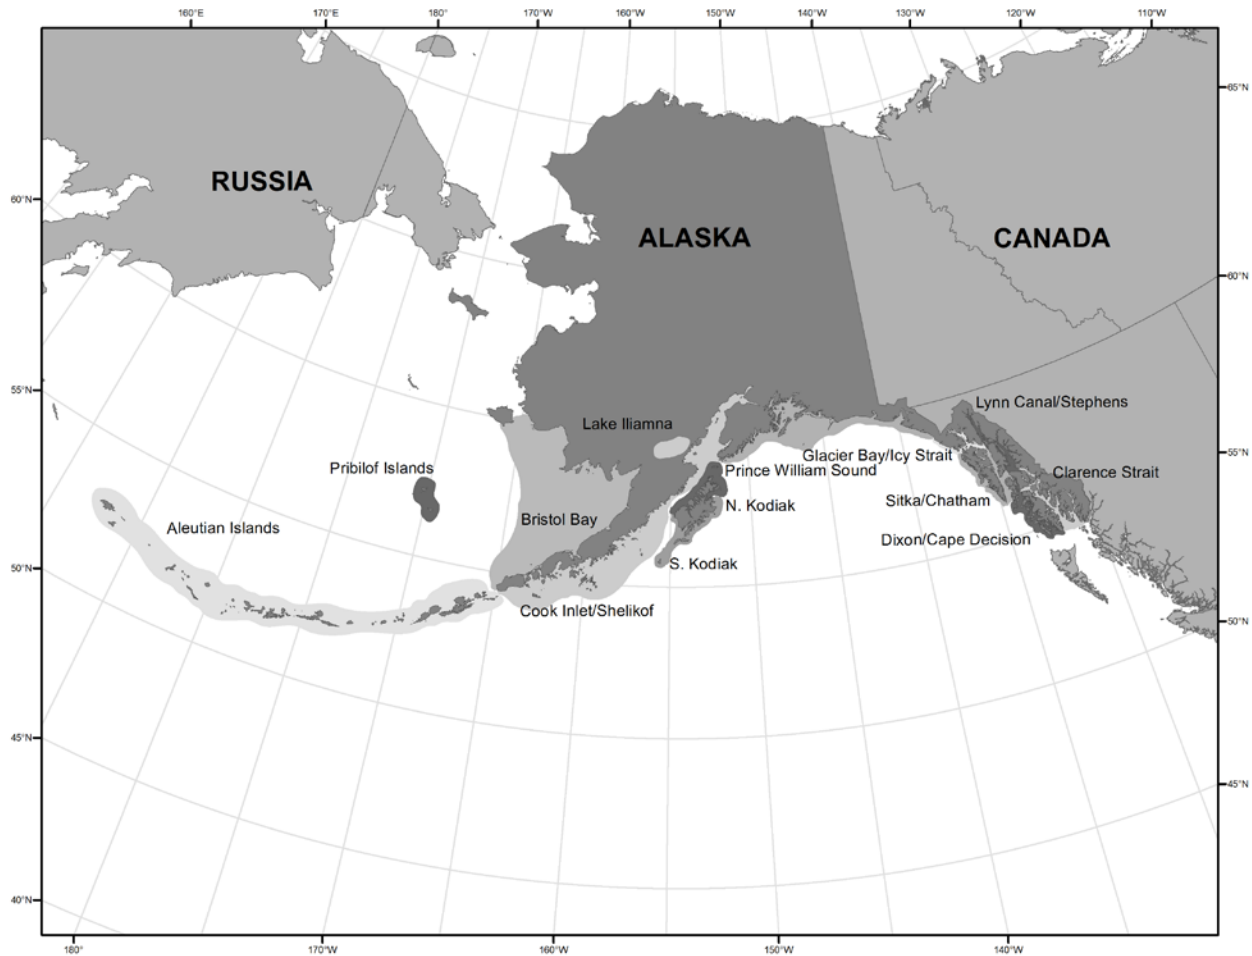 160°E 170°E 180° 170°W 160°W 150°W 140°W 130°W 120°W 110°W
65°N
RUSSIA
60°N
ALASKA
CANADA
60°N
55°N
Lynn Canal/Stephens
Lake Iliamna
55°N
Glacier Bay/Icy Strait
Pribilof Islands
Prince William Sound
Clarence Strait
Sitka/Chatham
N. Kodiak
Bristol Bay
Aleutian Islands
Dixon/Cape Decision
S. Kodiak
50°N
Cook Inlet/Shelikof
50°N
45°N
45°N
40°N
180° 170°W 160°W 150°W 140°W